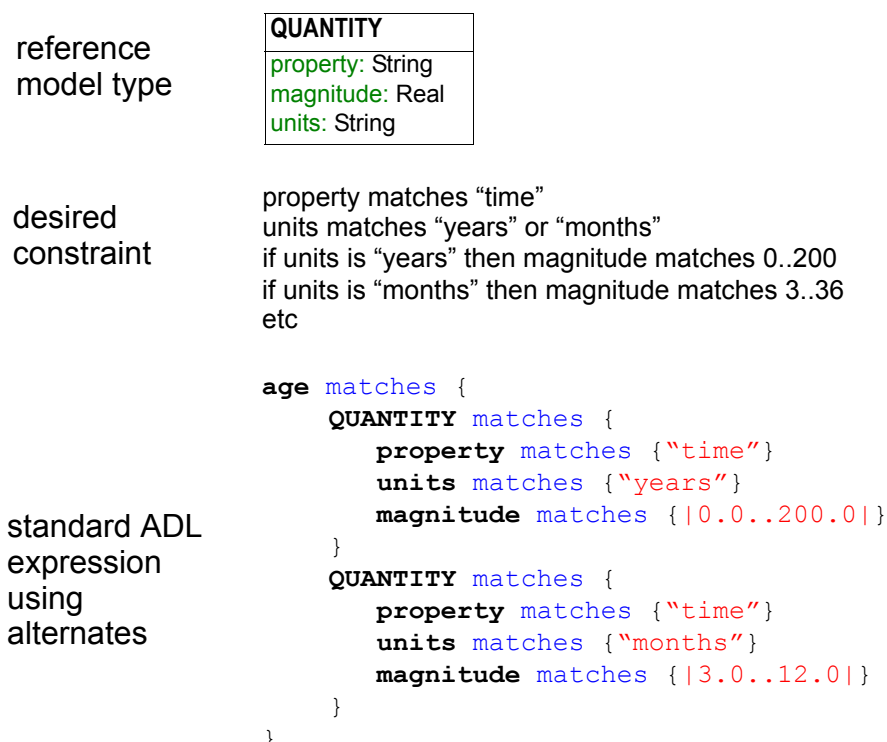 reference
model type
QUANTITY
property: String
magnitude: Real
units: String
desired
constraint
property matches “time”
units matches “years” or “months”
if units is “years” then magnitude matches 0..200
if units is “months” then magnitude matches 3..36
etc
standard ADL
expression
using
alternates
age matches {
QUANTITY matches {
property matches {“time”}
units matches {“years”}
magnitude matches {|0.0..200.0|}
}
QUANTITY matches {
property matches {“time”}
units matches {“months”}
magnitude matches {|3.0..12.0|}
}
}